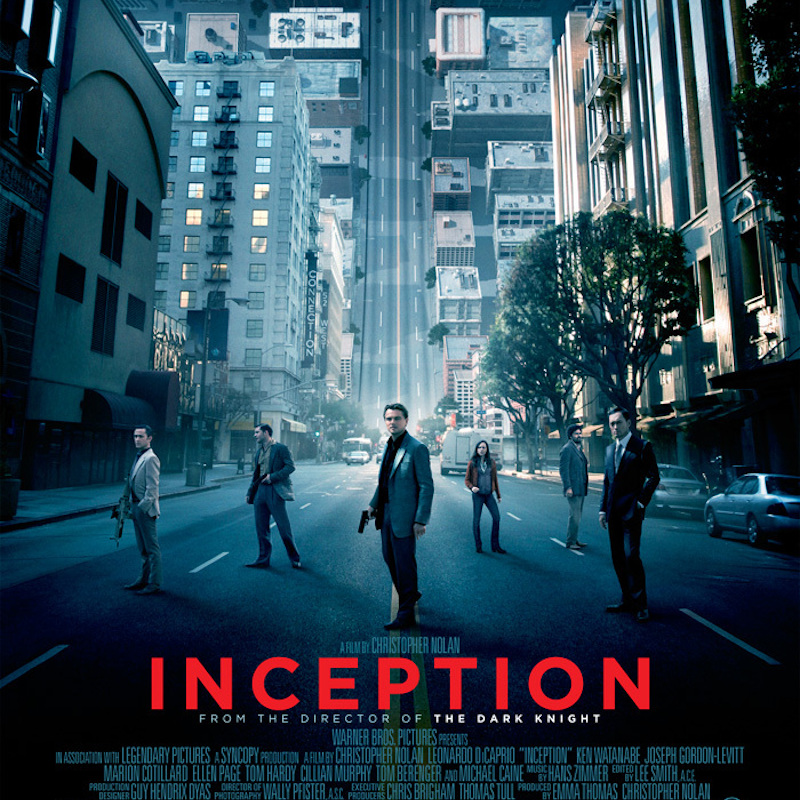 CONNECTION
A FILM BY CHRISTOPHER NOLAN
INCEPTION
FROM THE DIRECTOR OF THE DARK KNIGHT
WARNER BROS. PICTURES PRESENTS
IN ASSOCIATION WITH LEGENDARY PICTURES A SYNCOPY PRODUCTION A FILM BY CHRISTOPHER NOLAN LEONARDO DiCAPRIO "INCEPTION" KEN WATANABE JOSEPH GORDON-LEVITT
MARION COTILLARD ELLEN PAGE TOM HARDY CILLIAN MURPHY TOM BERENGER AND MICHAEL CAINE MUSIC BY HANS ZIMMER EDITED BY LEE SMITH, A.C.E.
PRODUCTION DESIGNER GUY HENDRIX DYAS DIRECTOR OF PHOTOGRAPHY WALLY PFISTER, A.S.C. EXECUTIVE PRODUCERS CHRIS BRIGHAM THOMAS TULL PRODUCED BY EMMA THOMAS CHRISTOPHER NOLAN